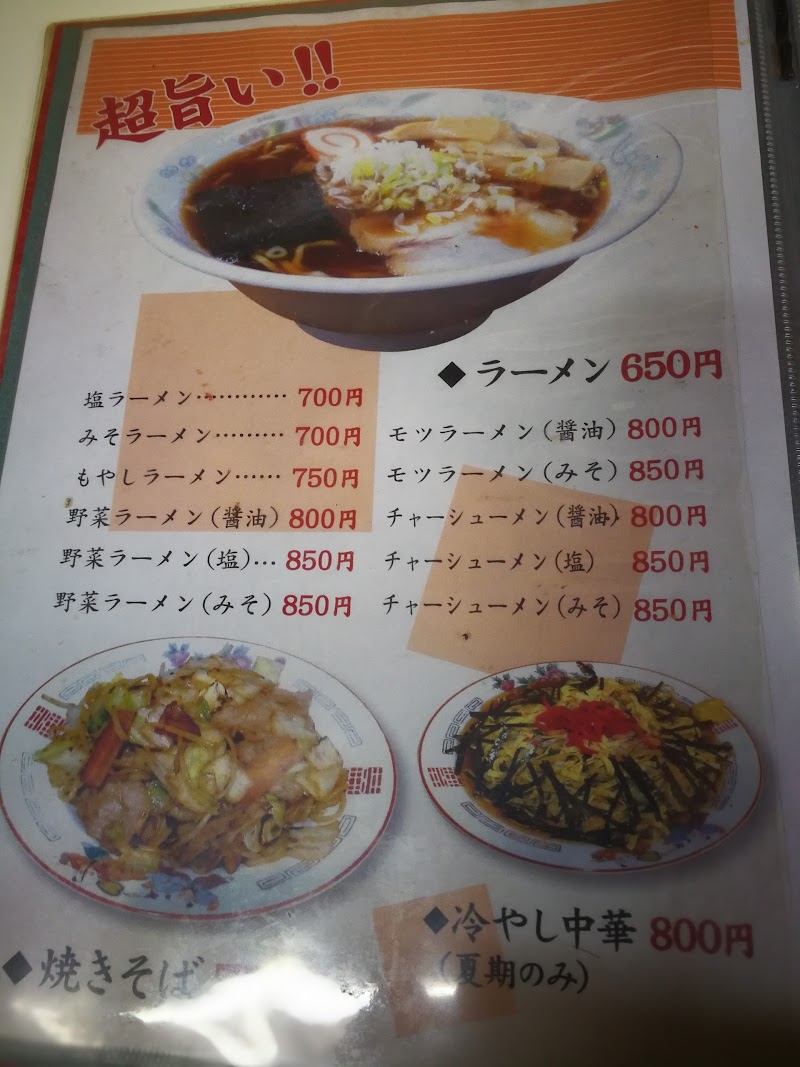 超旨い!!
◆ラーメン 650円
塩ラーメン………… 700円
みそラーメン……… 700円
もやしラーメン…… 750円
野菜ラーメン(醤油) 800円
野菜ラーメン(塩)… 850円
野菜ラーメン(みそ) 850円
モツラーメン(醤油) 800円
モツラーメン(みそ) 850円
チャーシューメン(醤油) 800円
チャーシューメン(塩) 850円
チャーシューメン(みそ) 850円
◆焼きそば
◆冷やし中華 800円
(夏期のみ)